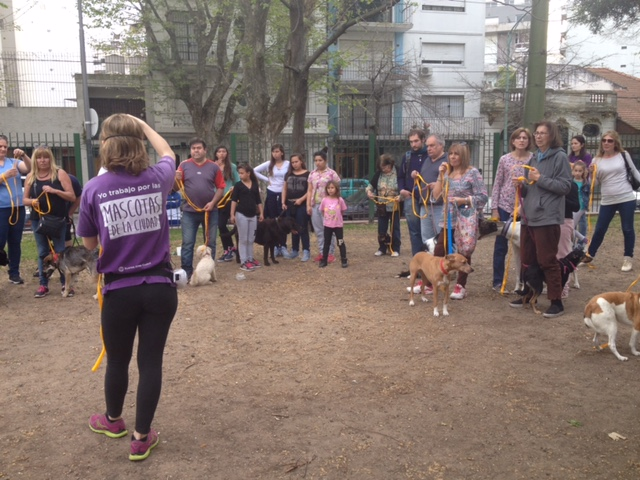 yo trabajo por las
MASCOTAS
DE LA CIUDAD